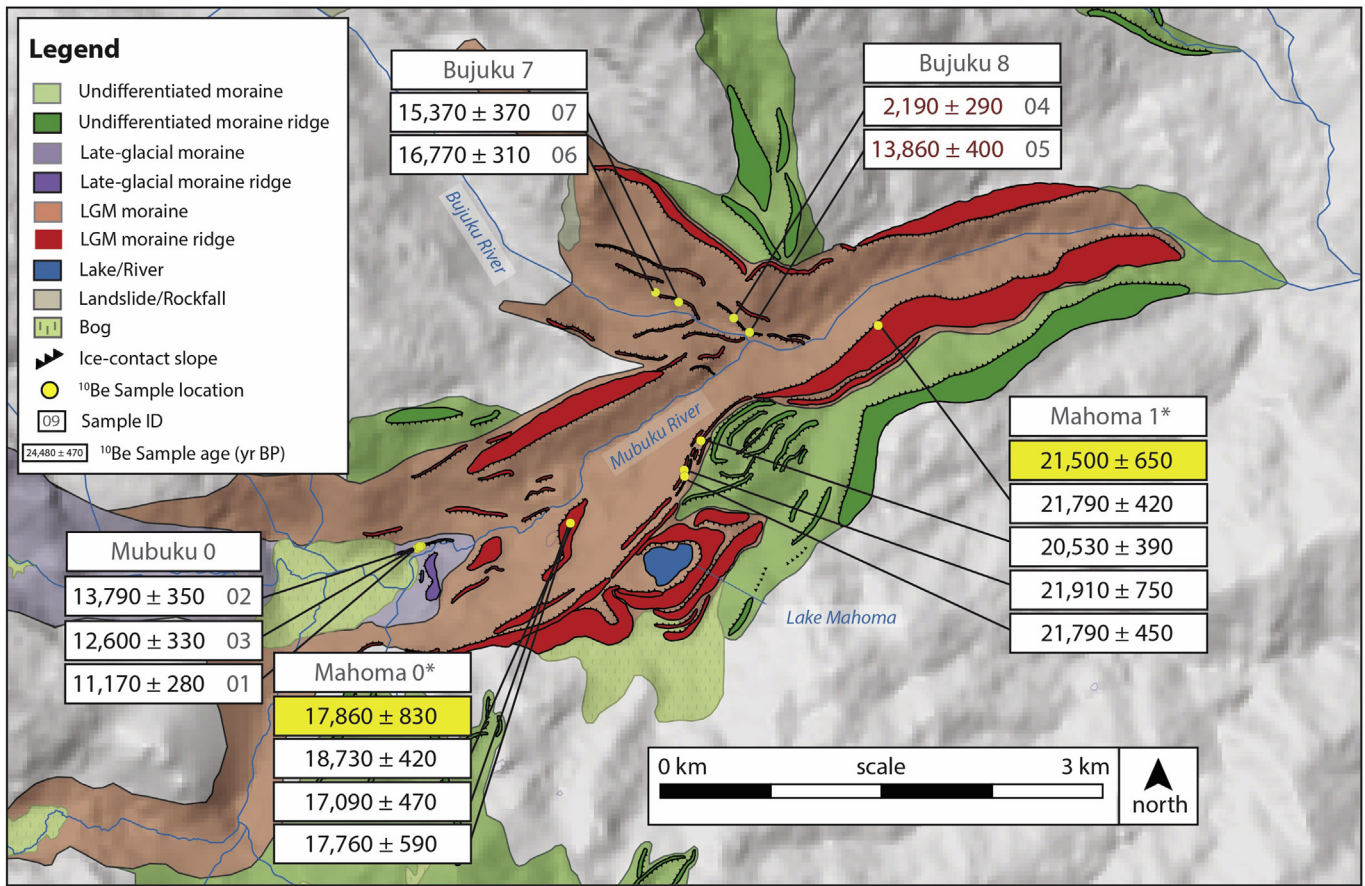 Legend
Undifferentiated moraine
Undifferentiated moraine ridge
Late-glacial moraine
Late-glacial moraine ridge
LGM moraine
LGM moraine ridge
Lake/River
Landslide/Rockfall
Bog
Ice-contact slope
¹⁰Be Sample location
09 Sample ID
24,480 ± 470 ¹⁰Be Sample age (yr BP)
Bujuku 7
15,370 ± 370 07
16,770 ± 310 06
Bujuku 8
2,190 ± 290 04
13,860 ± 400 05
Bujuku River
Mubuku River
Mahoma 1*
21,500 ± 650
21,790 ± 420
20,530 ± 390
21,910 ± 750
21,790 ± 450
Mubuku 0
13,790 ± 350 02
12,600 ± 330 03
11,170 ± 280 01
Lake Mahoma
Mahoma 0*
17,860 ± 830
18,730 ± 420
17,090 ± 470
17,760 ± 590
0 km scale 3 km
north